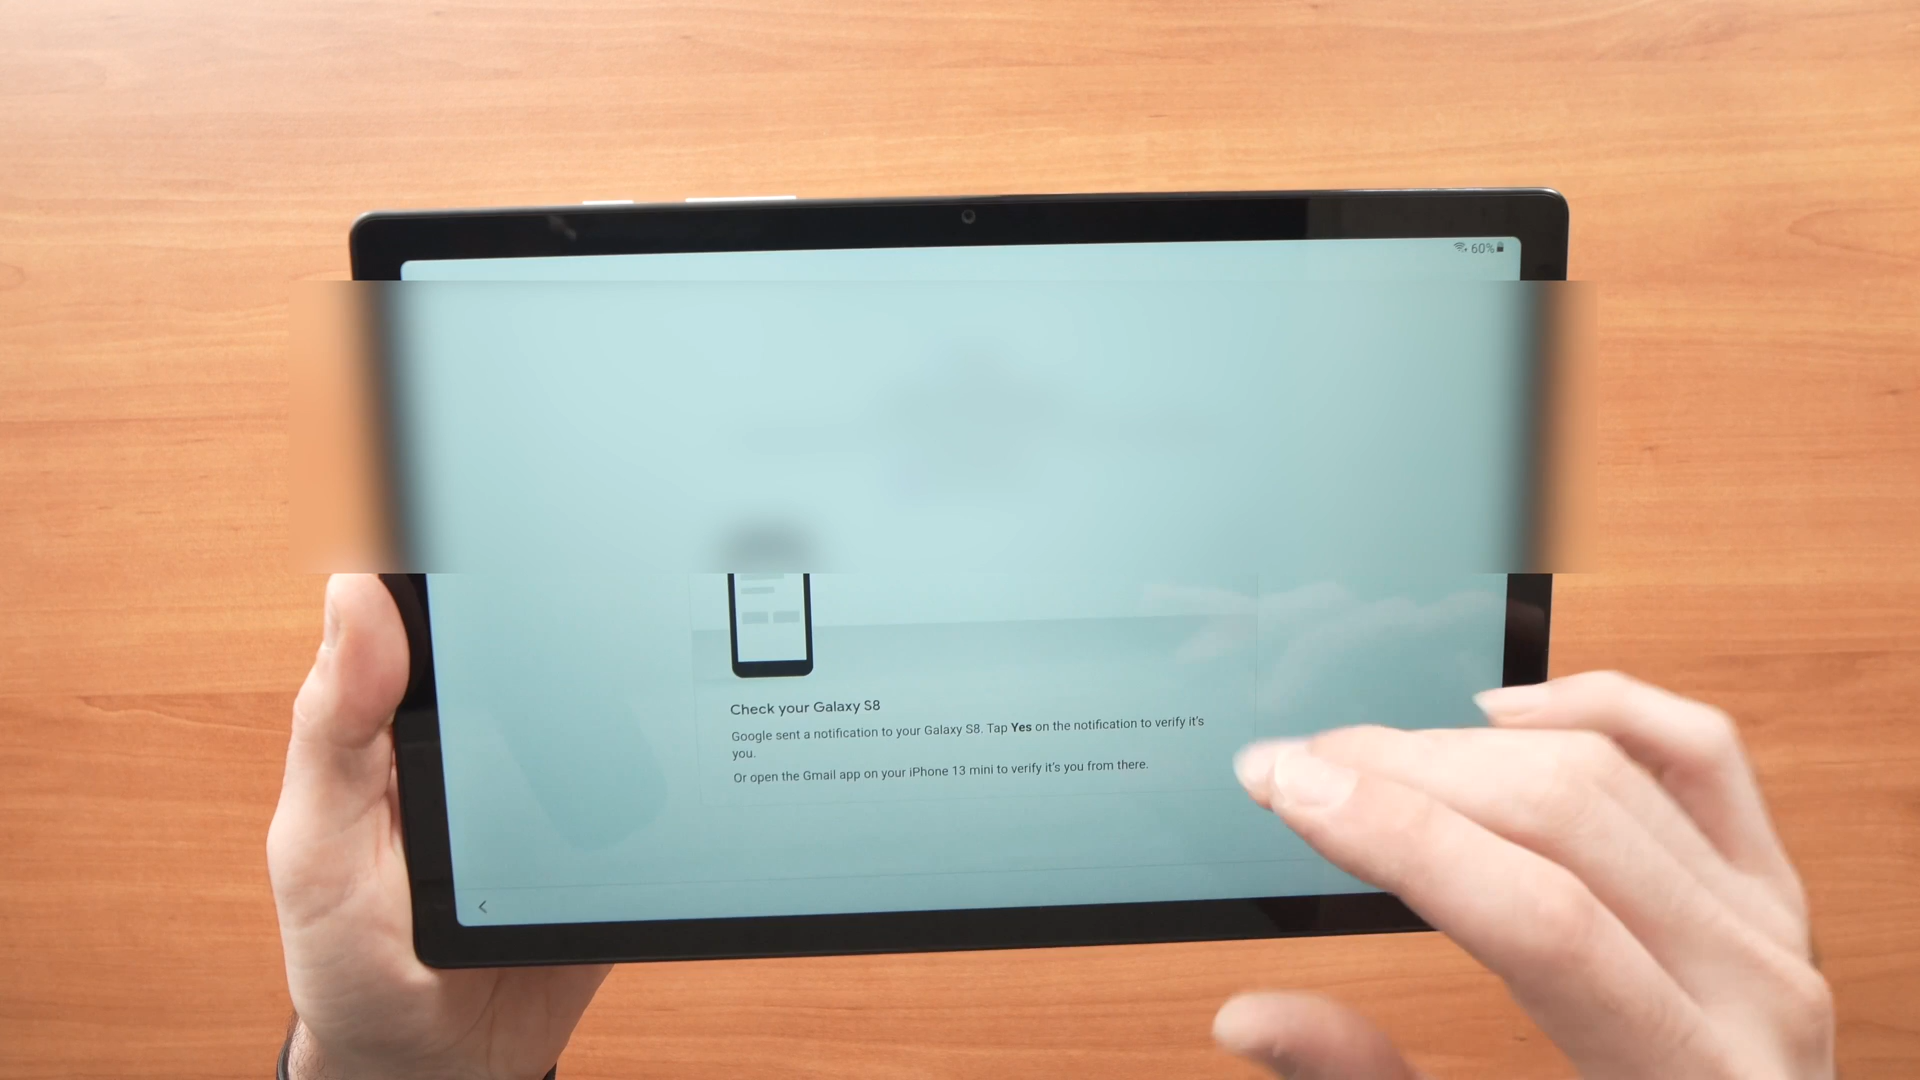 60%
Check your Galaxy S8
Google sent a notification to your Galaxy S8. Tap Yes on the notification to verify it's
you.
Or open the Gmail app on your iPhone 13 mini to verify it's you from there.